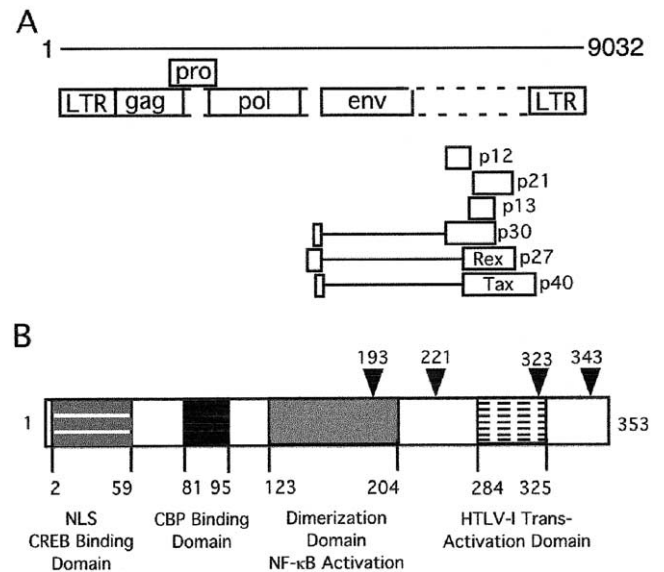 A
1 9032
pro
LTR gag pol env LTR
p12
p21
p13
p30
Rex p27
Tax p40
B
193 221 323 343
1 353
2 59 81 95 123 204 284 325
NLS
CREB Binding
Domain
CBP Binding
Domain
Dimerization
Domain
NF-κB Activation
HTLV-I Trans-
Activation Domain